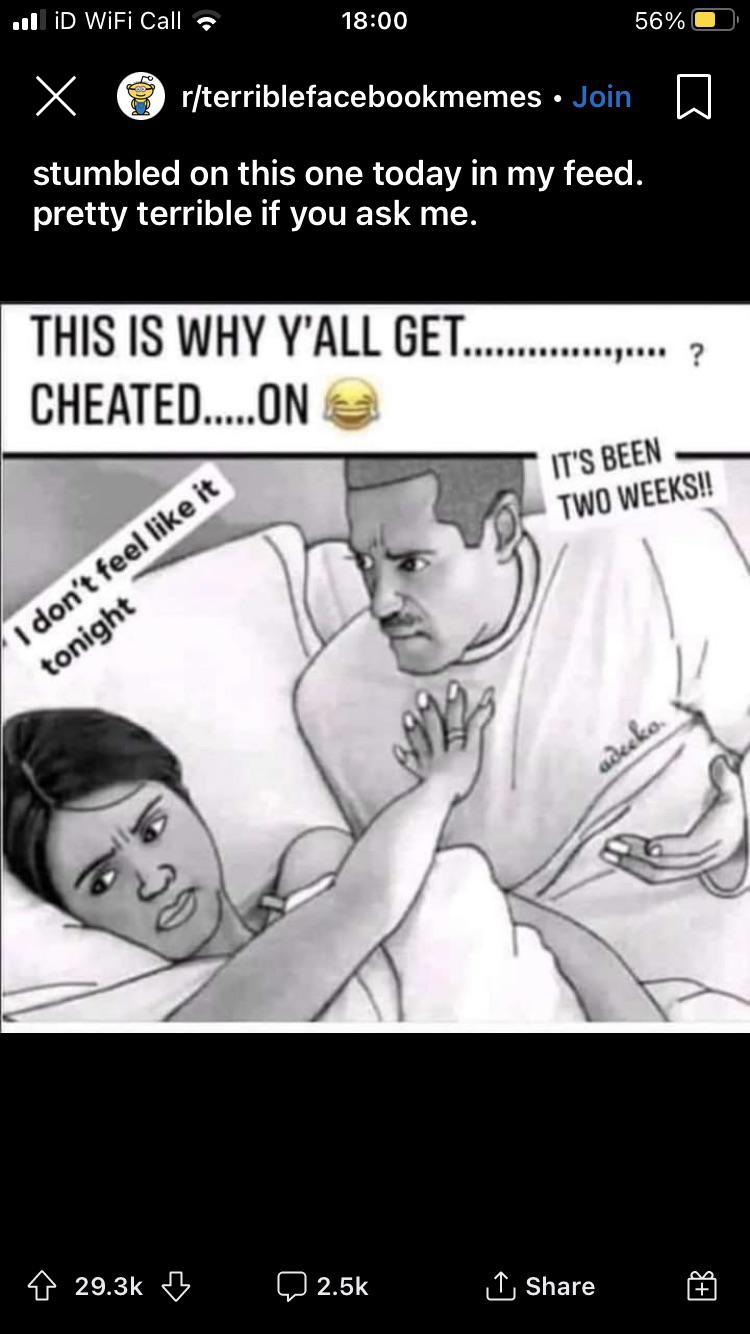 iD WiFi Call
18:00
56%
r/terriblefacebookmemes • Join
stumbled on this one today in my feed.
pretty terrible if you ask me.
THIS IS WHY Y'ALL GET..............,.... ?
CHEATED.....ON 😂
IT'S BEEN
TWO WEEKS!!
I don't feel like it
tonight
adeeko.
29.3k
2.5k
Share